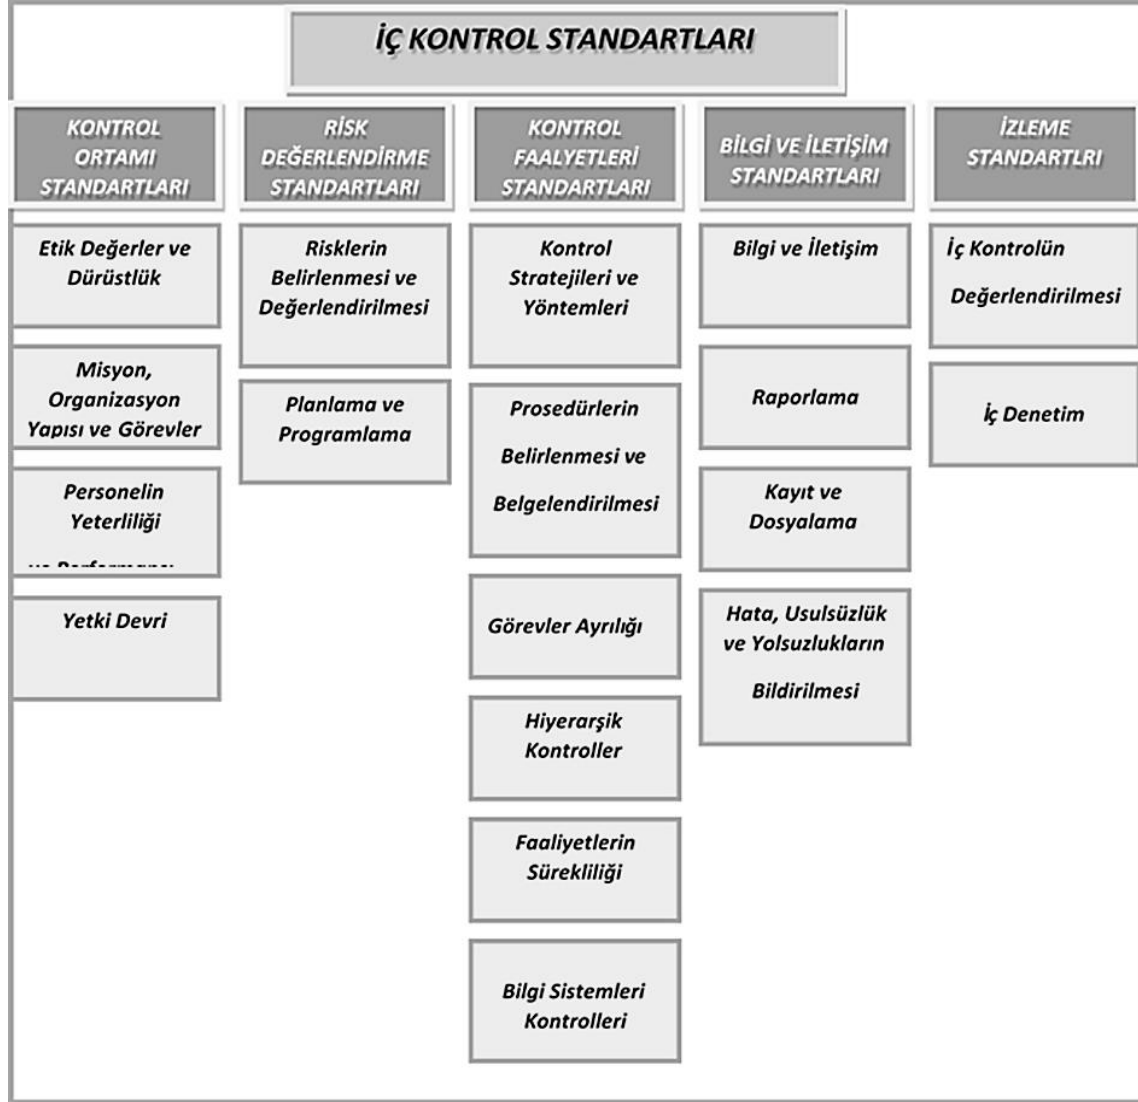 İÇ KONTROL STANDARTLARI
KONTROL
ORTAMI
STANDARTLARI
Etik Değerler ve
Dürüstlük
Misyon,
Organizasyon
Yapısı ve Görevler
Personelin
Yeterliliği
Yetki Devri
RİSK
DEĞERLENDİRME
STANDARTLARI
Risklerin
Belirlenmesi ve
Değerlendirilmesi
Planlama ve
Programlama
KONTROL
FAALYETLERİ
STANDARTLARI
Kontrol
Stratejileri ve
Yöntemleri
Prosedürlerin
Belirlenmesi ve
Belgelendirilmesi
Görevler Ayrılığı
Hiyerarşik
Kontroller
Faaliyetlerin
Sürekliliği
Bilgi Sistemleri
Kontrolleri
BİLGİ VE İLETİŞİM
STANDARTLARI
Bilgi ve İletişim
Raporlama
Kayıt ve
Dosyalama
Hata, Usulsüzlük
ve Yolsuzlukların
Bildirilmesi
İZLEME
STANDARTLRI
İç Kontrolün
Değerlendirilmesi
İç Denetim